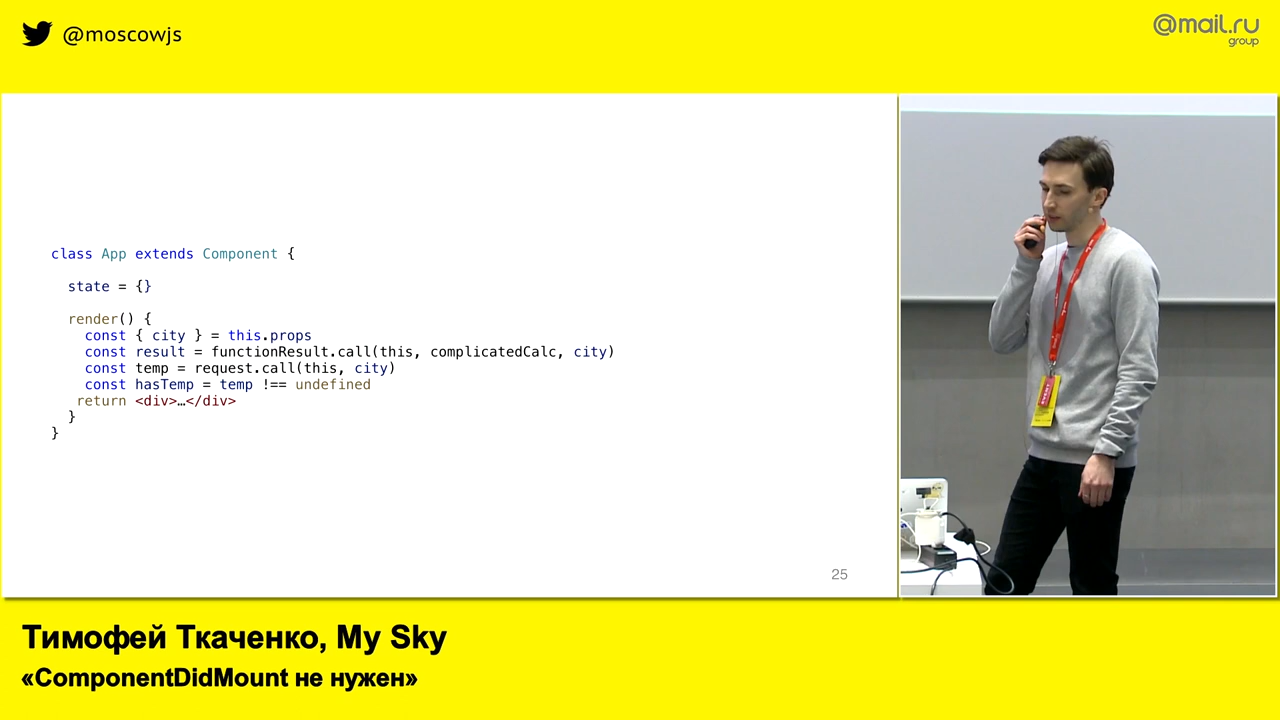 @moscowjs
@mail.ru
group
class App extends Component {
state = {}
render() {
const { city } = this.props
const result = functionResult.call(this, complicatedCalc, city)
const temp = request.call(this, city)
const hasTemp = temp !== undefined
return <div>…</div>
}
}
25
Тимофей Ткаченко, My Sky
«ComponentDidMount не нужен»